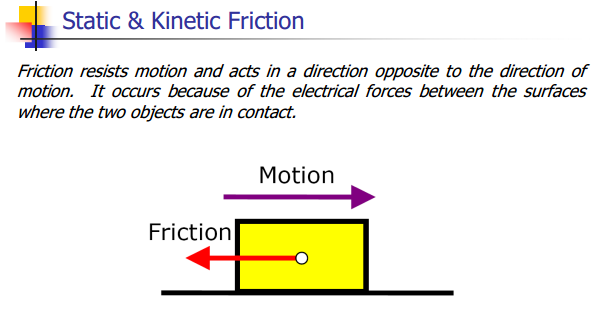 Static & Kinetic Friction
Friction resists motion and acts in a direction opposite to the direction of
motion. It occurs because of the electrical forces between the surfaces
where the two objects are in contact.
Motion
Friction